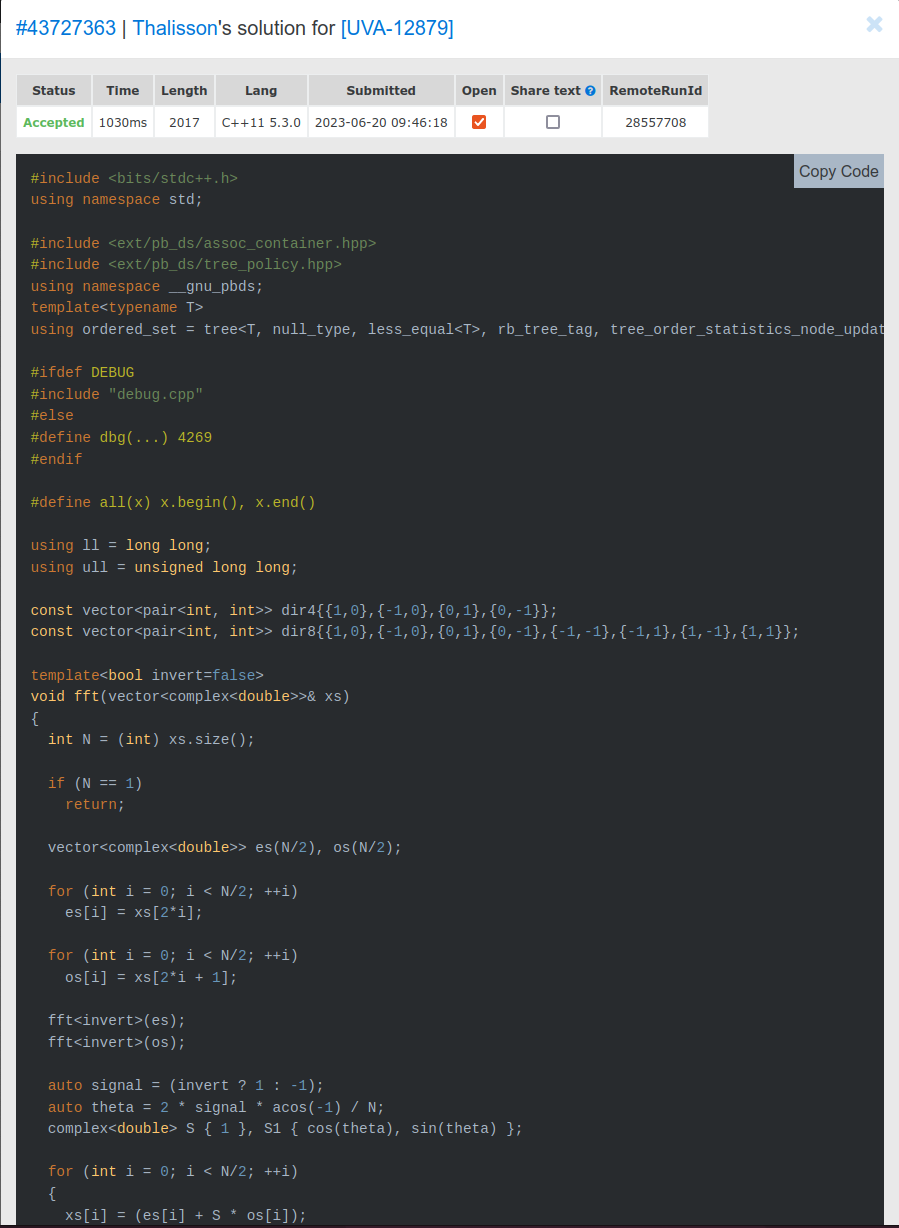 #43727363 | Thalisson's solution for [UVA-12879]
Status Time Length Lang Submitted Open Share text RemoteRunId
Accepted 1030ms 2017 C++11 5.3.0 2023-06-20 09:46:18 28557708
Copy Code
#include <bits/stdc++.h>
using namespace std;
#include <ext/pb_ds/assoc_container.hpp>
#include <ext/pb_ds/tree_policy.hpp>
using namespace __gnu_pbds;
template<typename T>
using ordered_set = tree<T, null_type, less_equal<T>, rb_tree_tag, tree_order_statistics_node_updat
#ifdef DEBUG
#include "debug.cpp"
#else
#define dbg(...) 4269
#endif
#define all(x) x.begin(), x.end()
using ll = long long;
using ull = unsigned long long;
const vector<pair<int, int>> dir4{{1,0},{-1,0},{0,1},{0,-1}};
const vector<pair<int, int>> dir8{{1,0},{-1,0},{0,1},{0,-1},{-1,-1},{-1,1},{1,-1},{1,1}};
template<bool invert=false>
void fft(vector<complex<double>>& xs)
{
  int N = (int) xs.size();
  if (N == 1)
    return;
  vector<complex<double>> es(N/2), os(N/2);
  for (int i = 0; i < N/2; ++i)
    es[i] = xs[2*i];
  for (int i = 0; i < N/2; ++i)
    os[i] = xs[2*i + 1];
  fft<invert>(es);
  fft<invert>(os);
  auto signal = (invert ? 1 : -1);
  auto theta = 2 * signal * acos(-1) / N;
  complex<double> S { 1 }, S1 { cos(theta), sin(theta) };
  for (int i = 0; i < N/2; ++i)
  {
    xs[i] = (es[i] + S * os[i]);